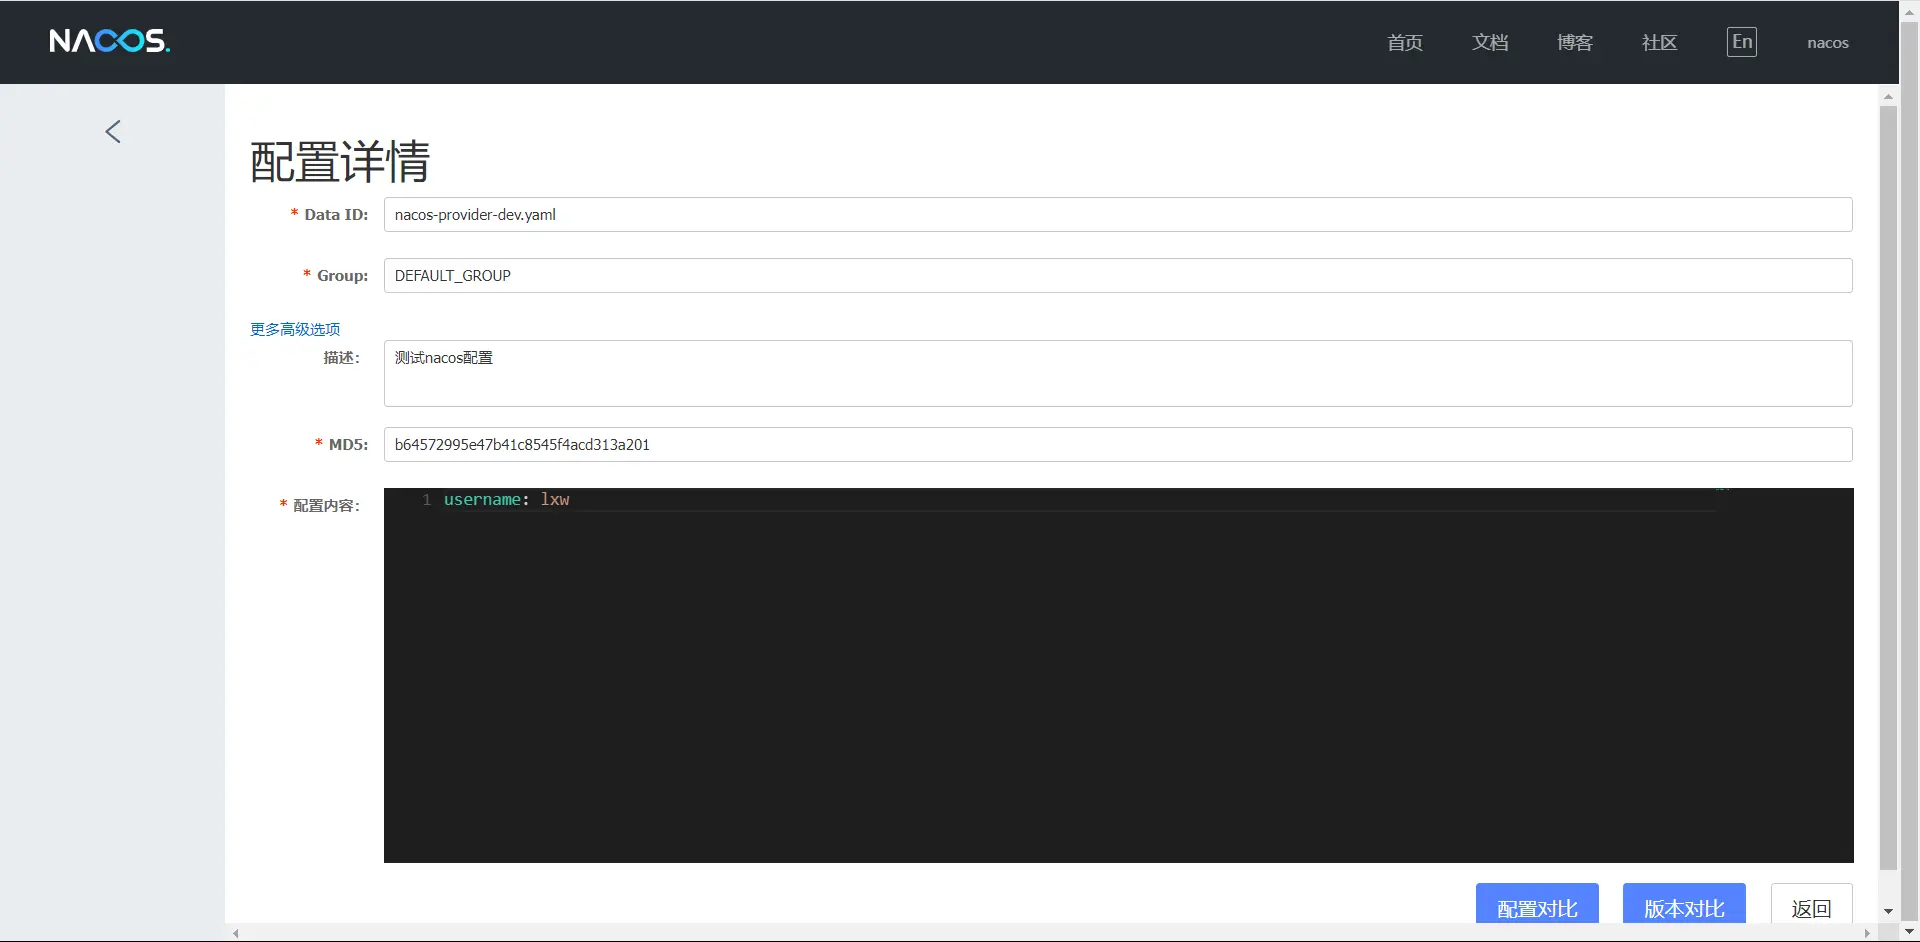 NACOS.
首页 文档 博客 社区 En nacos
配置详情
* Data ID: nacos-provider-dev.yaml
* Group: DEFAULT_GROUP
更多高级选项
描述: 测试nacos配置
* MD5: b64572995e47b41c8545f4acd313a201
* 配置内容:
1 username: lxw
配置对比 版本对比 返回